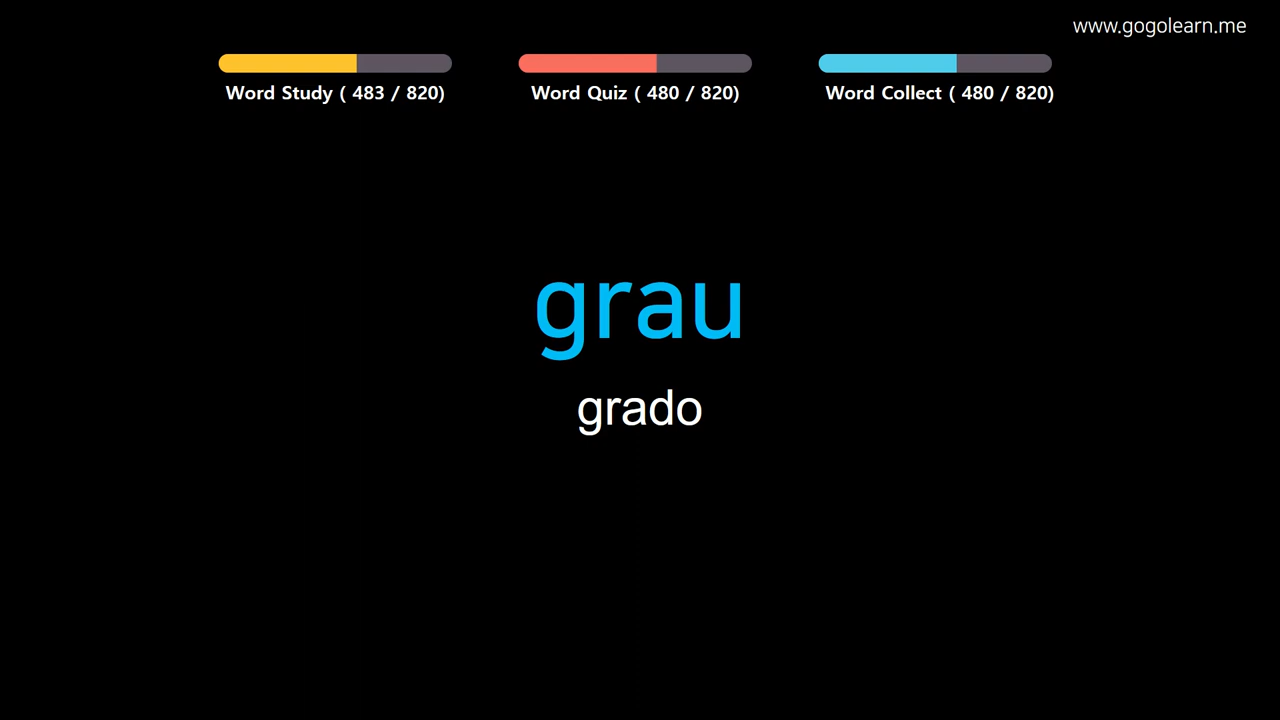 www.gogolearn.me
Word Study ( 483 / 820)
Word Quiz ( 480 / 820)
Word Collect ( 480 / 820)
grau
grado